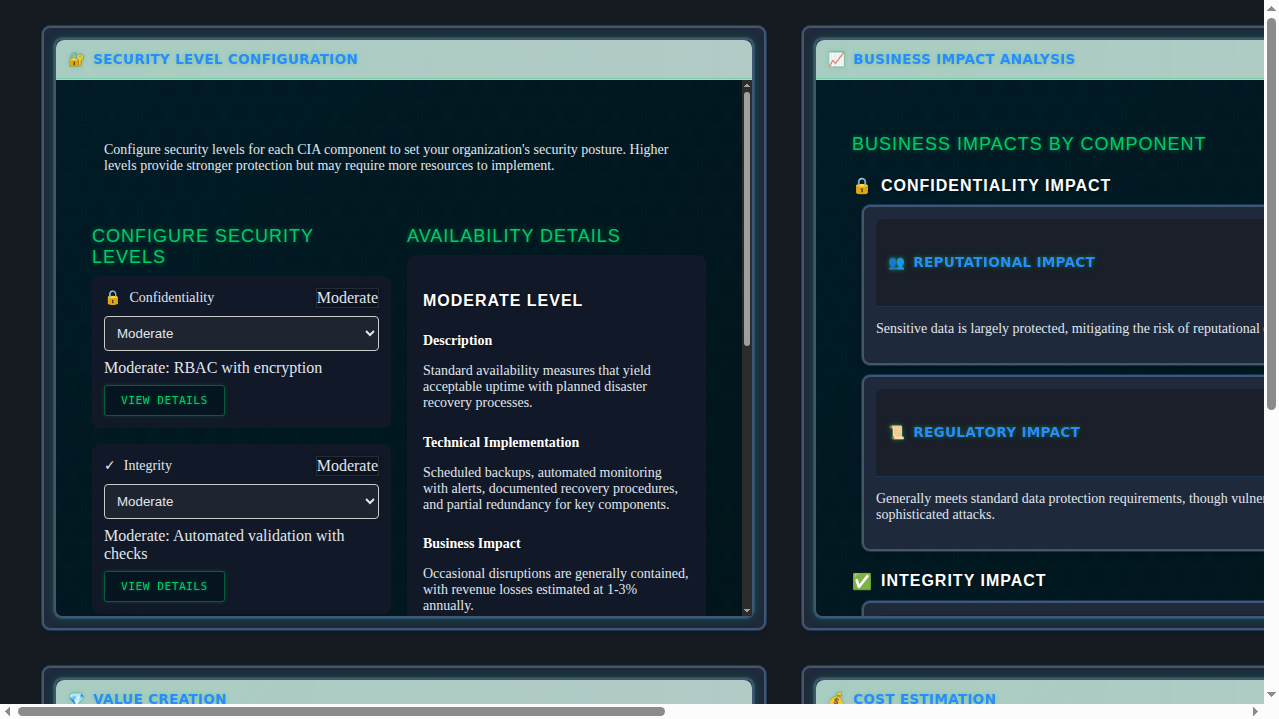 SECURITY LEVEL CONFIGURATION
Configure security levels for each CIA component to set your organization's security posture. Higher
levels provide stronger protection but may require more resources to implement.
CONFIGURE SECURITY
LEVELS
Confidentiality
Moderate
Moderate
Moderate: RBAC with encryption
VIEW DETAILS
Integrity
Moderate
Moderate
Moderate: Automated validation with
checks
VIEW DETAILS
AVAILABILITY DETAILS
MODERATE LEVEL
Description
Standard availability measures that yield
acceptable uptime with planned disaster
recovery processes.
Technical Implementation
Scheduled backups, automated monitoring
with alerts, documented recovery procedures,
and partial redundancy for key components.
Business Impact
Occasional disruptions are generally contained,
with revenue losses estimated at 1-3%
annually.
BUSINESS IMPACT ANALYSIS
BUSINESS IMPACTS BY COMPONENT
CONFIDENTIALITY IMPACT
REPUTATIONAL IMPACT
Sensitive data is largely protected, mitigating the risk of reputational
REGULATORY IMPACT
Generally meets standard data protection requirements, though
sophisticated attacks.
INTEGRITY IMPACT
VALUE CREATION
COST ESTIMATION